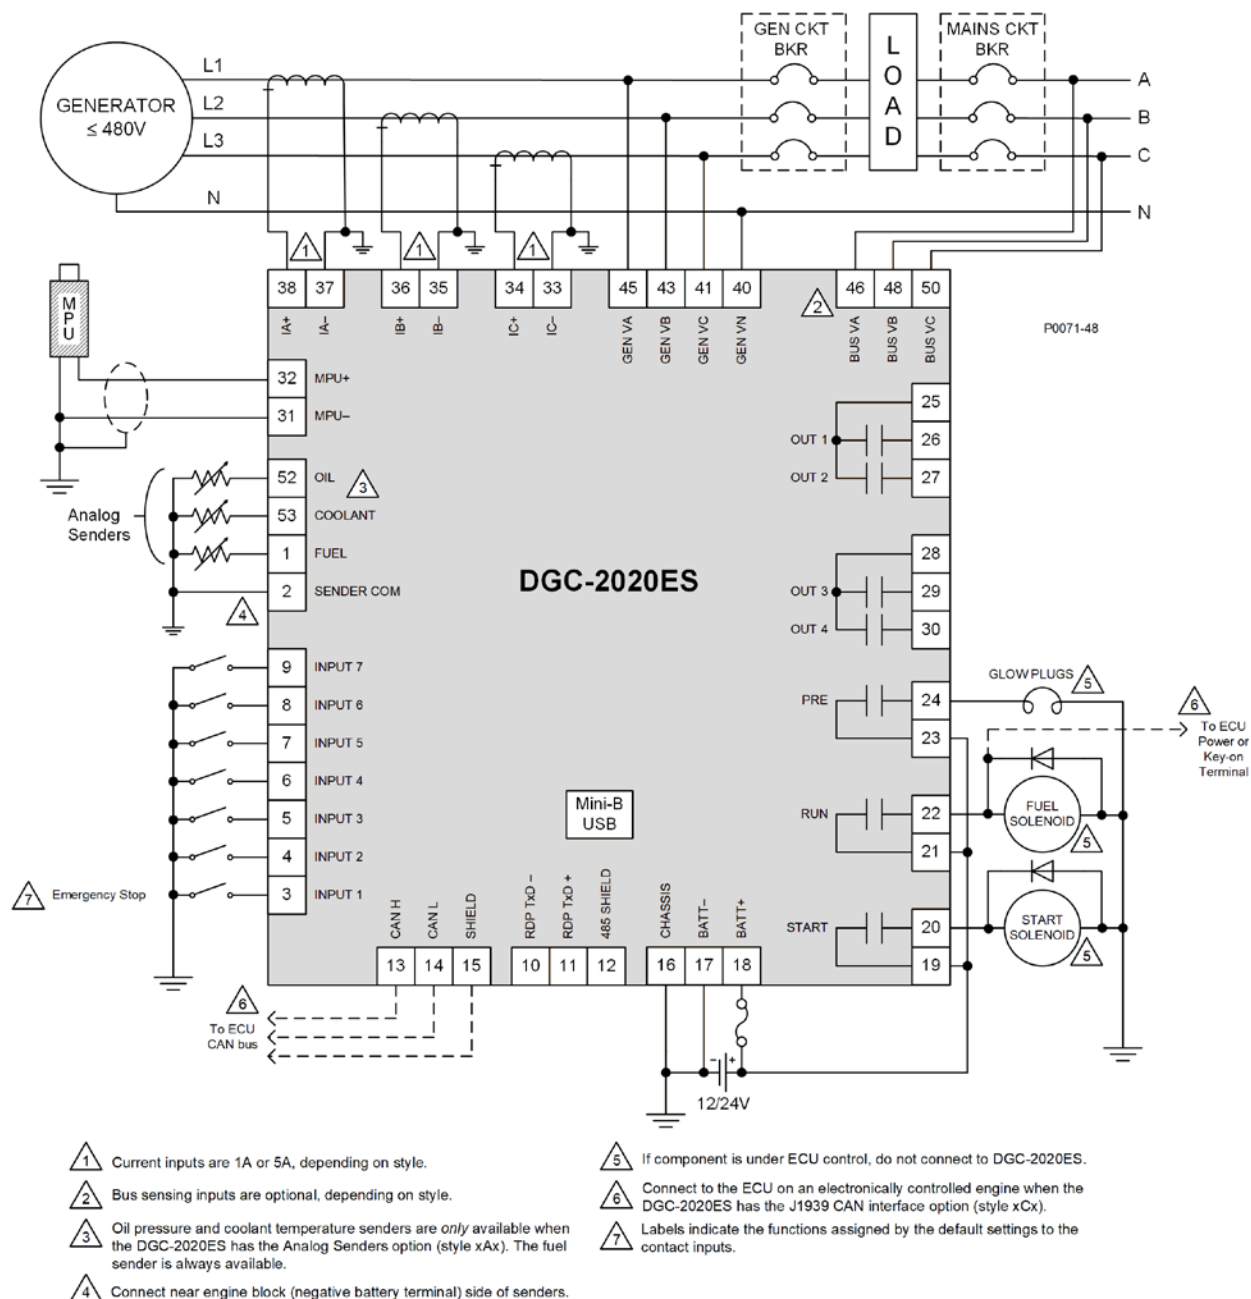 GEN CKT
BKR
LOAD
MAINS CKT
BKR
L1
L2
L3
N
GENERATOR
≤ 480V
A
B
C
N
1
1
1
2
38
37
36
35
34
33
45
43
41
40
46
48
50
IA+
IA–
IB+
IB–
IC+
IC–
GEN VA
GEN VB
GEN VC
GEN VN
BUS VA
BUS VB
BUS VC
P0071-48
MPU
32 MPU+
31 MPU–
52 OIL
3
53 COOLANT
1 FUEL
2 SENDER COM
4
Analog
Senders
DGC-2020ES
25
OUT 1 26
OUT 2 27
28
OUT 3 29
OUT 4 30
PRE 24
23
RUN 22
21
START 20
19
GLOW PLUGS
5
6
To ECU
Power or
Key-on
Terminal
FUEL
SOLENOID
5
START
SOLENOID
5
9 INPUT 7
8 INPUT 6
7 INPUT 5
6 INPUT 4
5 INPUT 3
4 INPUT 2
3 INPUT 1
7
Emergency Stop
Mini-B
USB
CAN H
CAN L
SHIELD
RDP TxD –
RDP TxD +
485 SHIELD
CHASSIS
BATT–
BATT+
13
14
15
10
11
12
16
17
18
6
To ECU
CAN bus
- +
12/24V
1 Current inputs are 1A or 5A, depending on style.
2 Bus sensing inputs are optional, depending on style.
3 Oil pressure and coolant temperature senders are only available when
the DGC-2020ES has the Analog Senders option (style xAx). The fuel
sender is always available.
4 Connect near engine block (negative battery terminal) side of senders.
5 If component is under ECU control, do not connect to DGC-2020ES.
6 Connect to the ECU on an electronically controlled engine when the
DGC-2020ES has the J1939 CAN interface option (style xCx).
7 Labels indicate the functions assigned by the default settings to the
contact inputs.